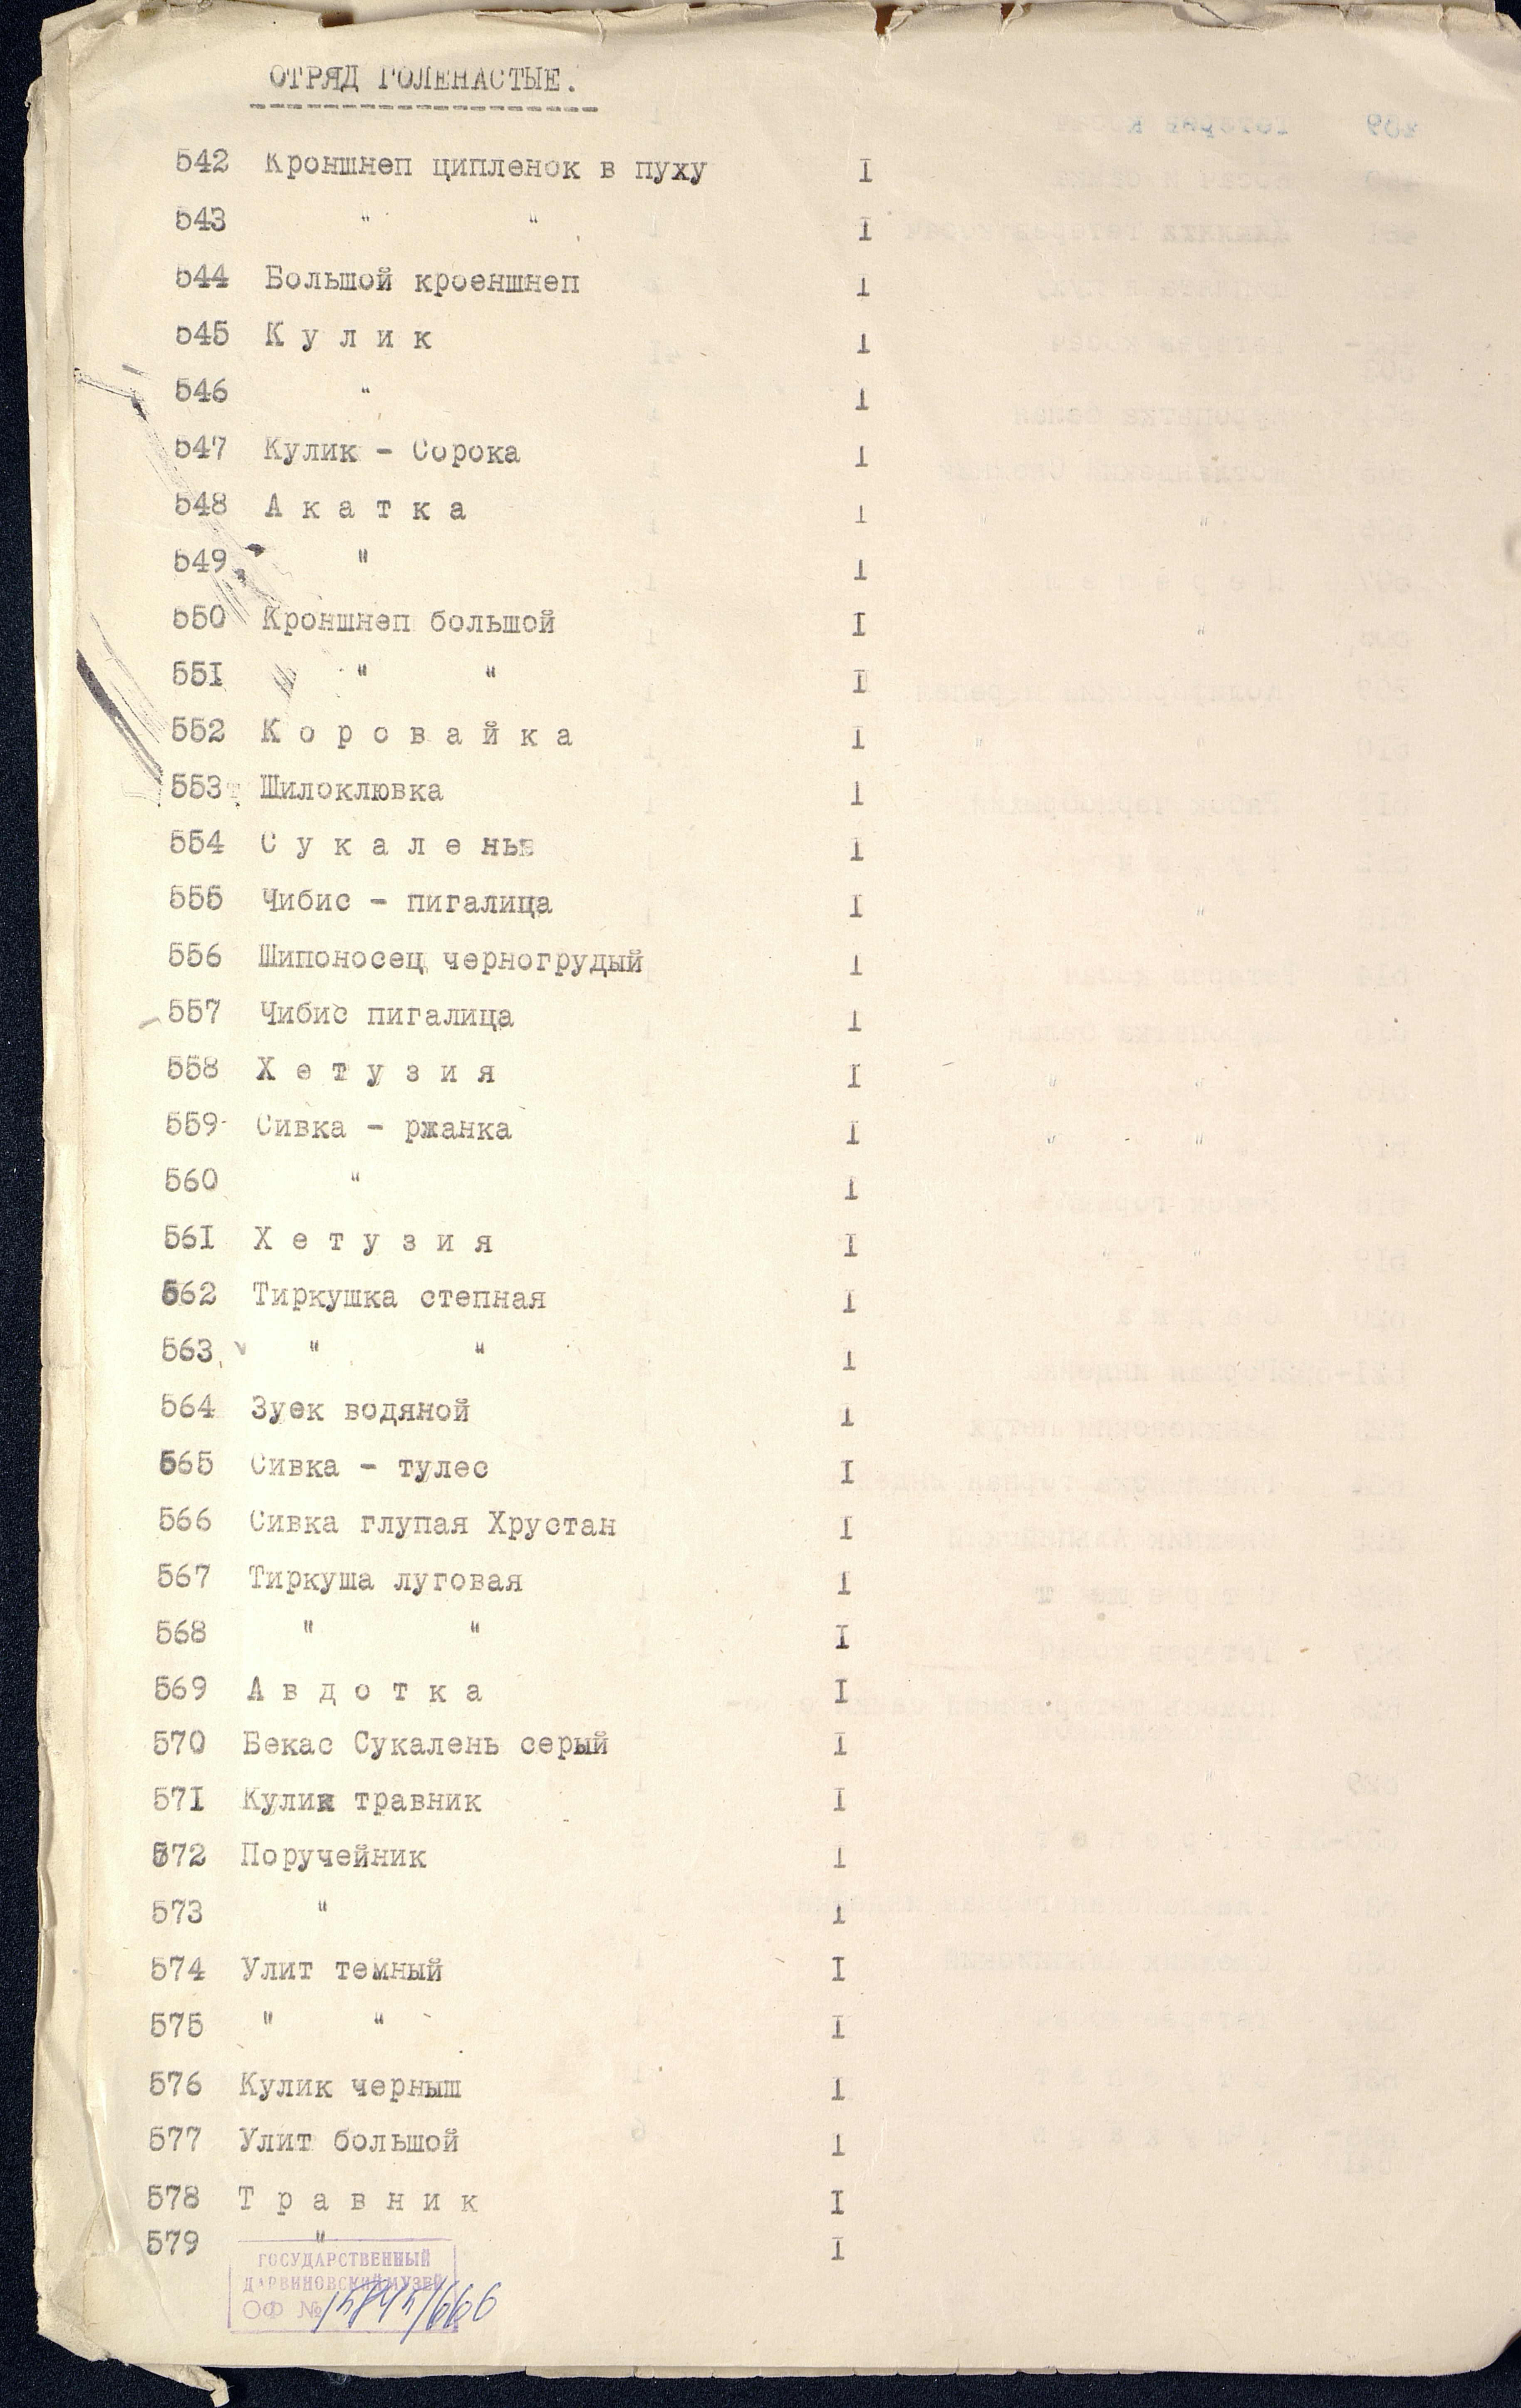 ОТРЯД ГОЛЕНАСТЫЕ.
542 Кроншнеп ципленок в пуху I
543 " " I
544 Большой кроеншнеп I
545 К у л и к I
546 " I
547 Кулик - Сорока I
548 А к а т к а I
549 " I
550 Кроншнеп большой I
551 " " I
552 К о р о в а й к а I
553 Шилоклювка I
554 С у к а л е нь I
555 Чибис - пигалица I
556 Шипоносец черногрудый I
557 Чибис пигалица I
558 Х е т у з и я I
559 Сивка - ржанка I
560 " I
561 Х е т у з и я I
562 Тиркушка степная I
563 " " I
564 Зуек водяной I
565 Сивка - тулес I
566 Сивка глупая Хрустан I
567 Тиркуша луговая I
568 " " I
569 А в д о т к а I
570 Бекас Сукалень серый I
571 Кулик травник I
572 Поручейник I
573 " I
574 Улит темный I
575 " " I
576 Кулик черныш I
577 Улит большой I
578 Т р а в н и к I
579 " I
ГОСУДАРСТВЕННЫЙ
ДАРВИНОВСКИЙ МУЗЕЙ
ОФ № 15845/666